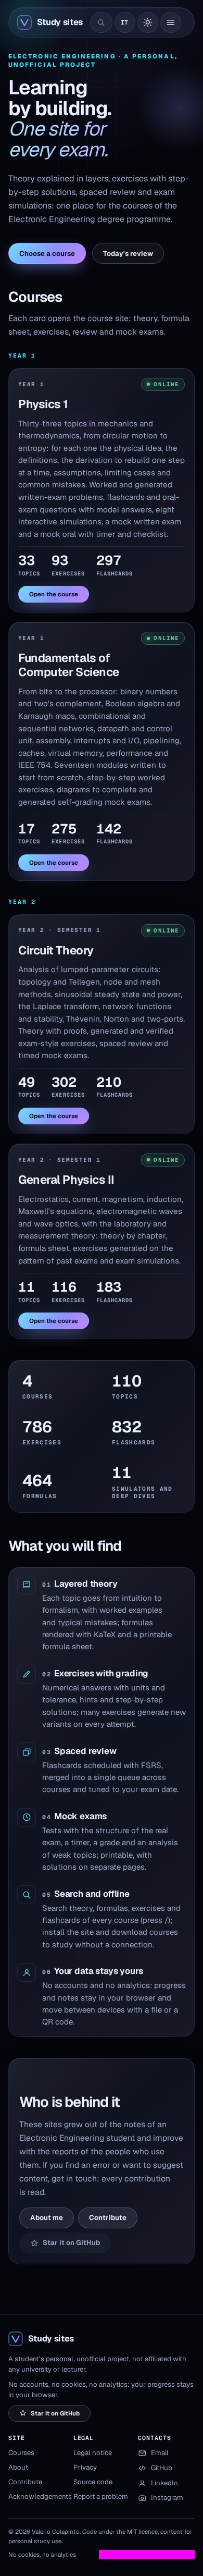 Study sites
IT
ELECTRONIC ENGINEERING · A PERSONAL,
UNOFFICIAL PROJECT
Learning
by building.
One site for
every exam.
Theory explained in layers, exercises with step-
by-step solutions, spaced review and exam
simulations: one place for the courses of the
Electronic Engineering degree programme.
Choose a course
Today's review
Courses
Each card opens the course site: theory, formula
sheet, exercises, review and mock exams.
YEAR 1
YEAR 1
ONLINE
Physics 1
Thirty-three topics in mechanics and
thermodynamics, from circular motion to
entropy: for each one the physical idea, the
definitions, the derivation to rebuild one step
at a time, assumptions, limiting cases and
common mistakes. Worked and generated
written-exam problems, flashcards and oral-
exam questions with model answers, eight
interactive simulations, a mock written exam
and a mock oral with timer and checklist.
33 93 297
TOPICS EXERCISES FLASHCARDS
Open the course
YEAR 1
ONLINE
Fundamentals of
Computer Science
From bits to the processor: binary numbers
and two's complement, Boolean algebra and
Karnaugh maps, combinational and
sequential networks, datapath and control
unit, assembly, interrupts and I/O, pipelining,
caches, virtual memory, performance and
IEEE 754. Seventeen modules written to
start from scratch, step-by-step worked
exercises, diagrams to complete and
generated self-grading mock exams.
17 275 142
TOPICS EXERCISES FLASHCARDS
Open the course
YEAR 2
YEAR 2 · SEMESTER 1
ONLINE
Circuit Theory
Analysis of lumped-parameter circuits:
topology and Tellegen, node and mesh
methods, sinusoidal steady state and power,
the Laplace transform, network functions
and stability, Thévenin, Norton and two-ports.
Theory with proofs, generated and verified
exam-style exercises, spaced review and
timed mock exams.
49 302 210
TOPICS EXERCISES FLASHCARDS
Open the course
YEAR 2 · SEMESTER 1
ONLINE
General Physics II
Electrostatics, current, magnetism, induction,
Maxwell's equations, electromagnetic waves
and wave optics, with the laboratory and
measurement theory: theory by chapter,
formula sheet, exercises generated on the
pattern of past exams and exam simulations.
11 116 183
TOPICS EXERCISES FLASHCARDS
Open the course
4 110
COURSES TOPICS
786 832
EXERCISES FLASHCARDS
464 11
FORMULAS SIMULATORS AND
DEEP DIVES
What you will find
01 Layered theory
Each topic goes from intuition to
formalism, with worked examples
and typical mistakes; formulas
rendered with KaTeX and a printable
formula sheet.
02 Exercises with grading
Numerical answers with units and
tolerance, hints and step-by-step
solutions; many exercises generate new
variants on every attempt.
03 Spaced review
Flashcards scheduled with FSRS,
merged into a single queue across
courses and tuned to your exam date.
04 Mock exams
Tests with the structure of the real
exam, a timer, a grade and an analysis
of weak topics; printable, with
solutions on separate pages.
05 Search and offline
Search theory, formulas, exercises and
flashcards of every course (press /);
install the site and download courses
to study without a connection.
06 Your data stays yours
No accounts and no analytics: progress
and notes stay in your browser and
move between devices with a file or a
QR code.
Who is behind it
These sites grew out of the notes of an
Electronic Engineering student and improve
with the reports of the people who use
them. If you find an error or want to suggest
content, get in touch: every contribution
is read.
About me
Contribute
Star it on GitHub
Study sites
A student's personal, unofficial project, not affiliated with
any university or lecturer.
No accounts, no cookies, no analytics: your progress stays
in your browser.
Star it on GitHub
SITE LEGAL CONTACTS
Courses Legal notice Email
About Privacy GitHub
Contribute Source code LinkedIn
Acknowledgements Report a problem Instagram
© 2026 Valerio Colapinto. Code under the MIT licence, content for
personal study use.
No cookies, no analytics